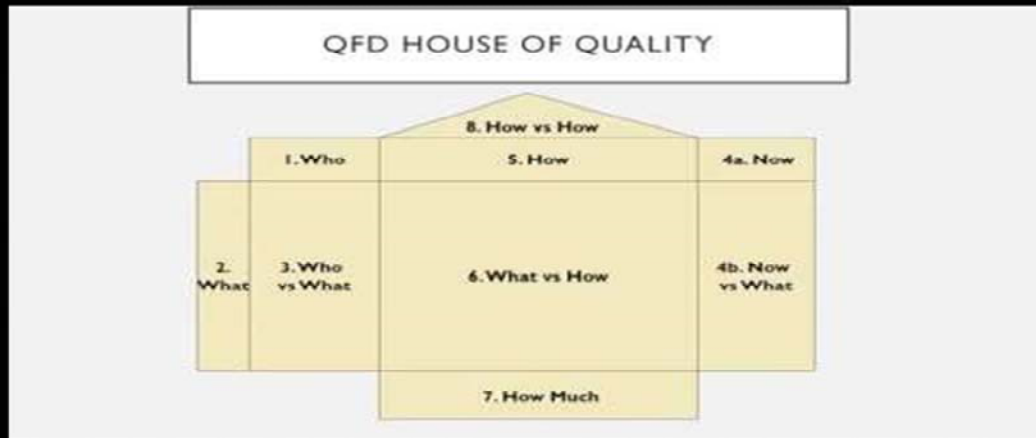 QFD HOUSE OF QUALITY
8. How vs How
1. Who
5. How
4a. Now
2.
What
3. Who
vs What
6. What vs How
4b. Now
vs What
7. How Much